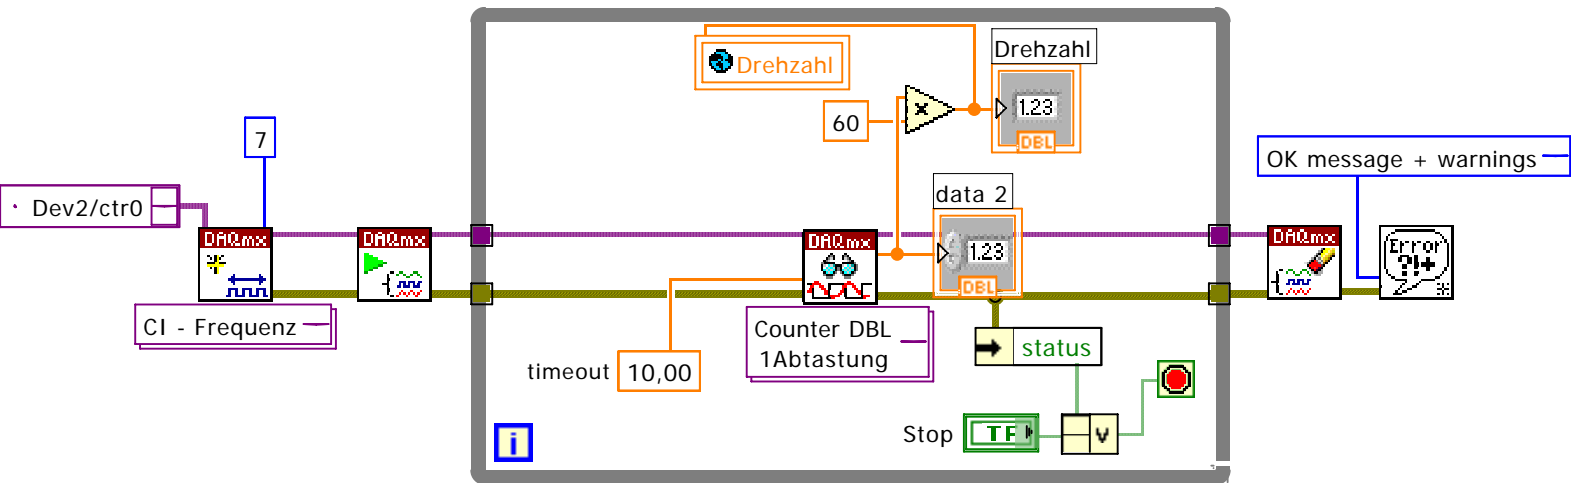 Drehzahl
Drehzahl
1.23
DBL
60
7
OK message + warnings
data 2
Dev2/ctr0
DAQmx
DAQmx
DAQmx
1.23
DBL
DAQmx
Error
?!+
CI - Frequenz
Counter DBL
1Abtastung
timeout 10,00
status
Stop
TF
V
i